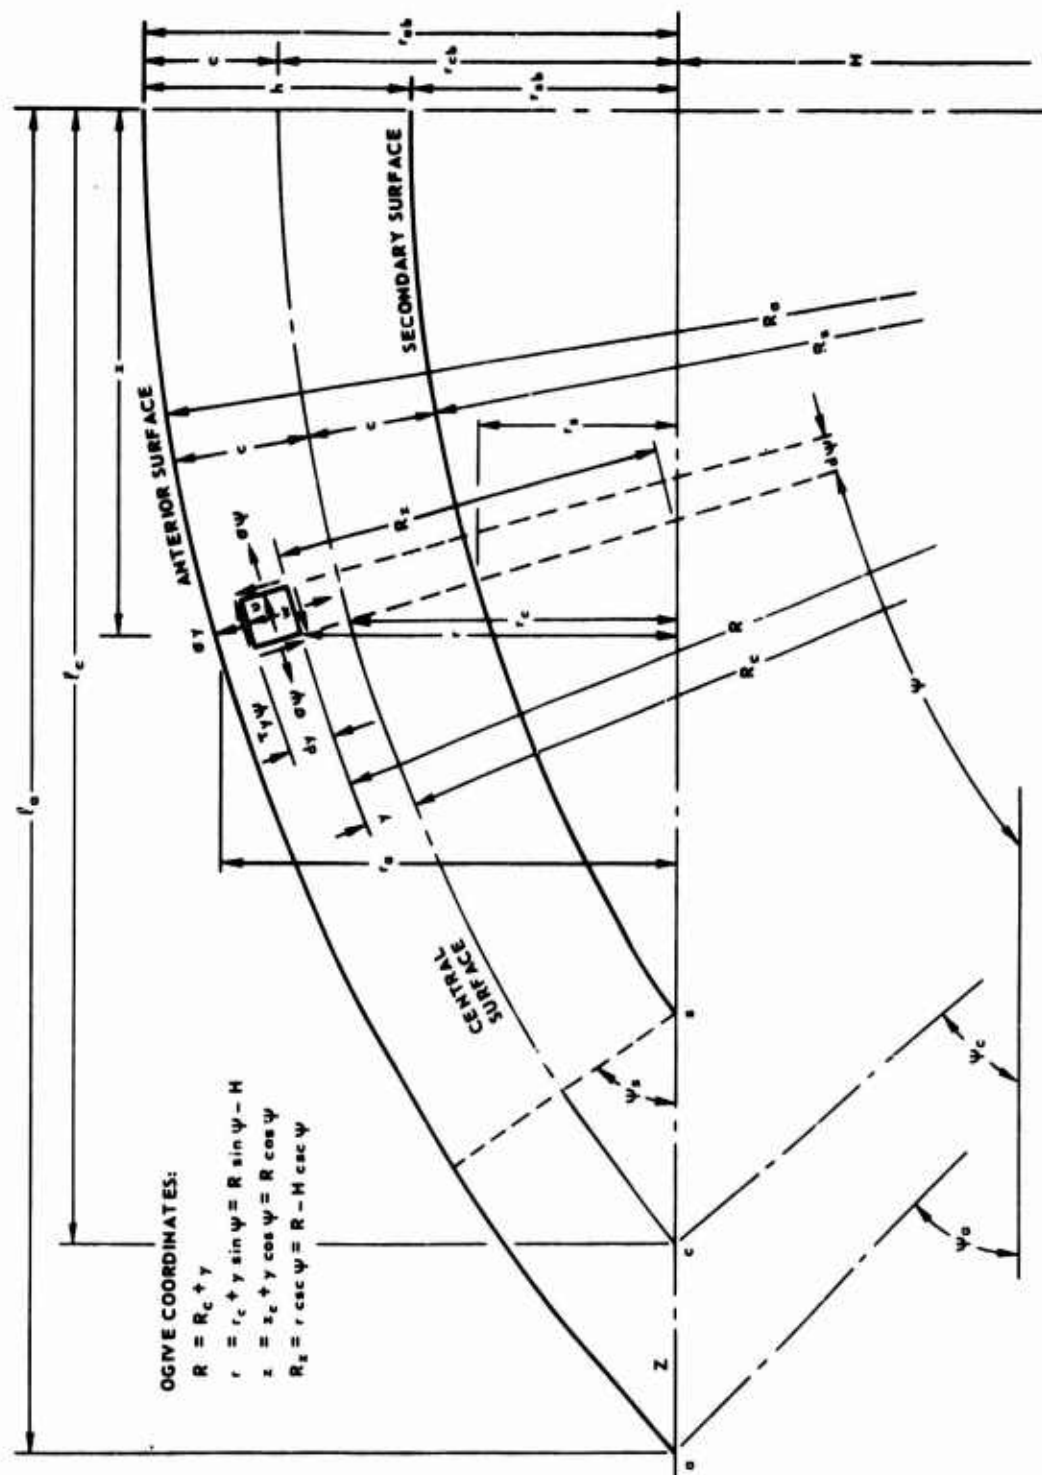 OGIVE COORDINATES:
R = R_c + y
r = r_c + y sin ψ = R sin ψ − H
z = z_c + y cos ψ = R cos ψ
R_z = r csc ψ = R − H csc ψ
ℓ_a
ℓ_c
z
ANTERIOR SURFACE
SECONDARY SURFACE
CENTRAL
SURFACE
r_ab
c
r_cb
h
r_sb
H
R_a
R_s
c
c
r_s
R_z
dψ
σψ
σy
σψ
τyψ
dy
y
r
r_c
R
R_c
r_a
ψ
ψ_s
ψ_c
ψ_a
s
c
a
Z